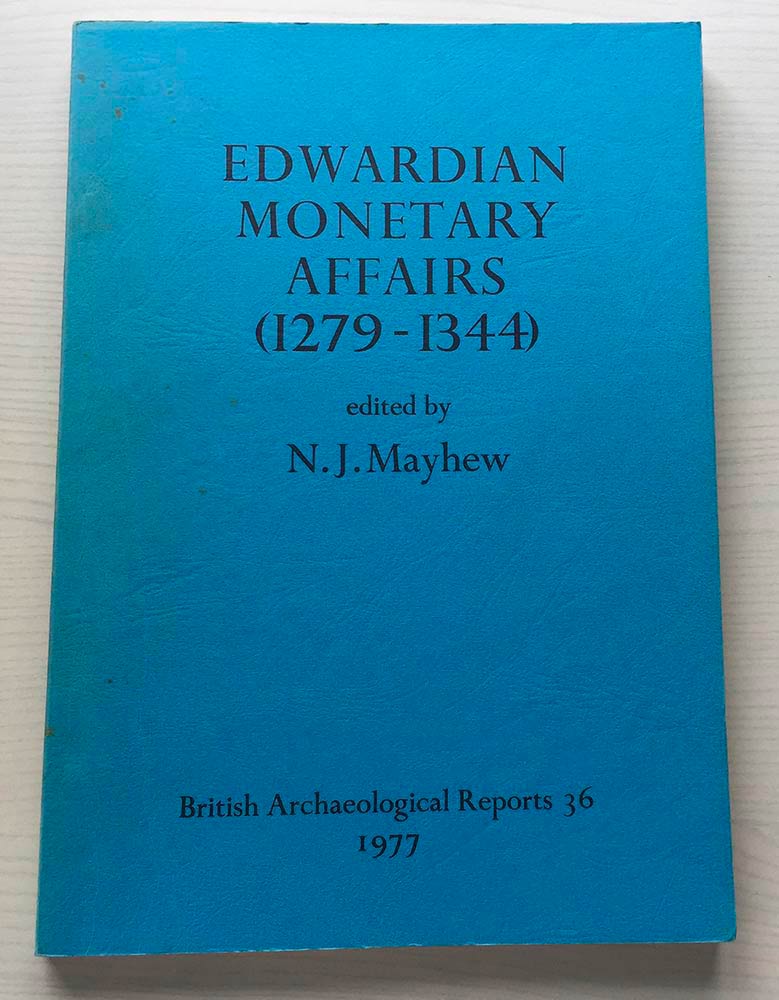 EDWARDIAN
MONETARY
AFFAIRS
(1279 - 1344)
edited by
N. J. Mayhew
British Archaeological Reports 36
1977